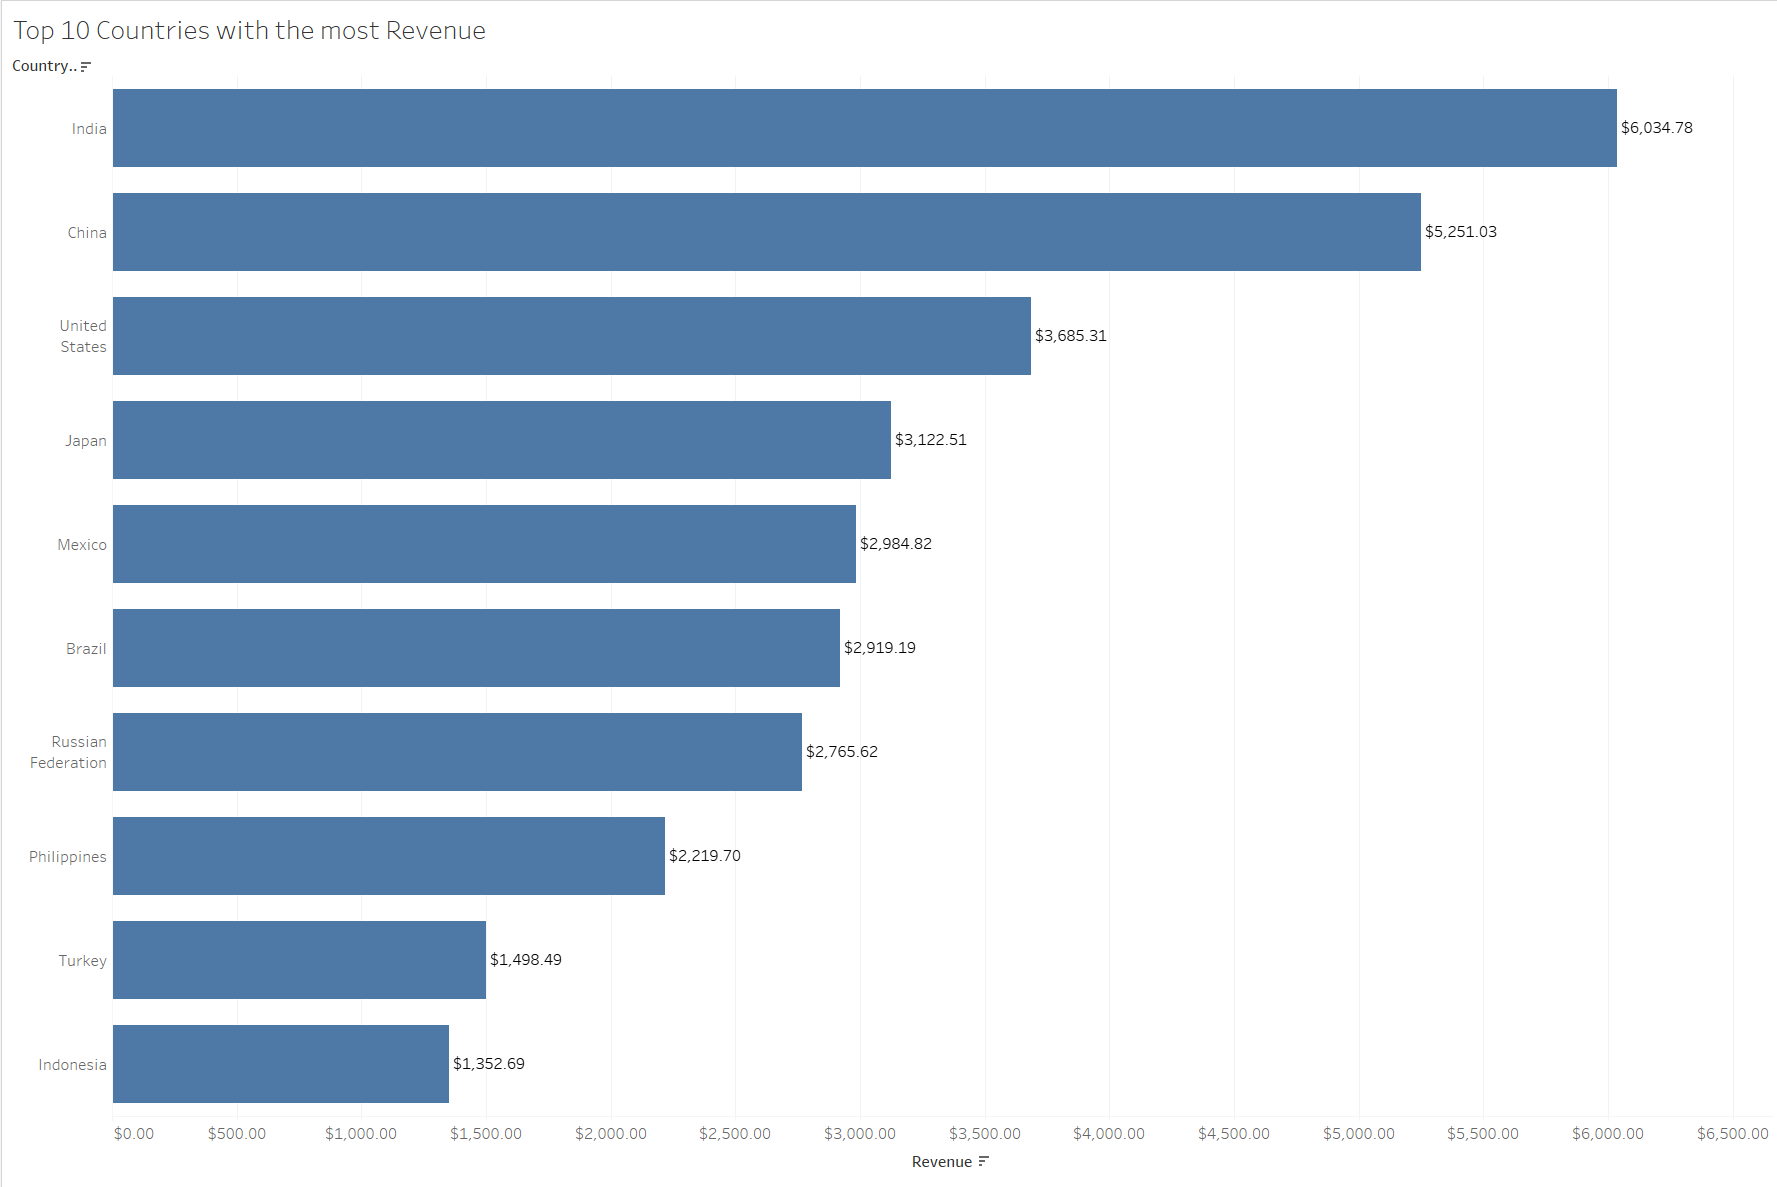 Top 10 Countries with the most Revenue
Country..
India
$6,034.78
China
$5,251.03
United
States
$3,685.31
Japan
$3,122.51
Mexico
$2,984.82
Brazil
$2,919.19
Russian
Federation
$2,765.62
Philippines
$2,219.70
Turkey
$1,498.49
Indonesia
$1,352.69
$0.00 $500.00 $1,000.00 $1,500.00 $2,000.00 $2,500.00 $3,000.00 $3,500.00 $4,000.00 $4,500.00 $5,000.00 $5,500.00 $6,000.00 $6,500.00
Revenue